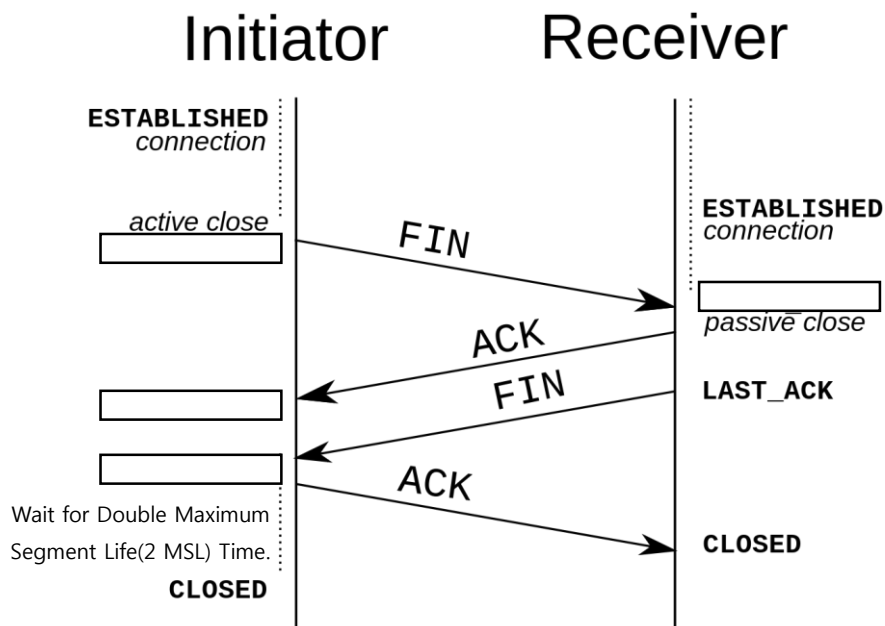 Initiator Receiver
ESTABLISHED
connection
active close
FIN
ESTABLISHED
connection
passive close
ACK
FIN
LAST_ACK
ACK
Wait for Double Maximum
Segment Life(2 MSL) Time.
CLOSED
CLOSED